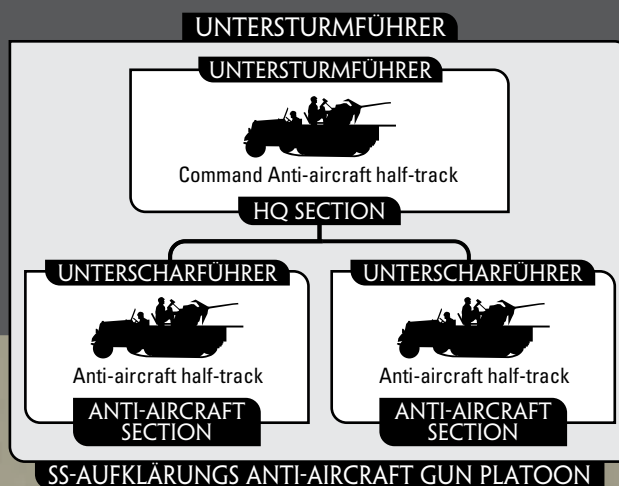 UNTERSTURMFÜHRER
UNTERSTURMFÜHRER
Command Anti-aircraft half-track
HQ SECTION
UNTERSCHARFÜHRER
Anti-aircraft half-track
ANTI-AIRCRAFT
SECTION
UNTERSCHARFÜHRER
Anti-aircraft half-track
ANTI-AIRCRAFT
SECTION
SS-AUFKLÄRUNGS ANTI-AIRCRAFT GUN PLATOON